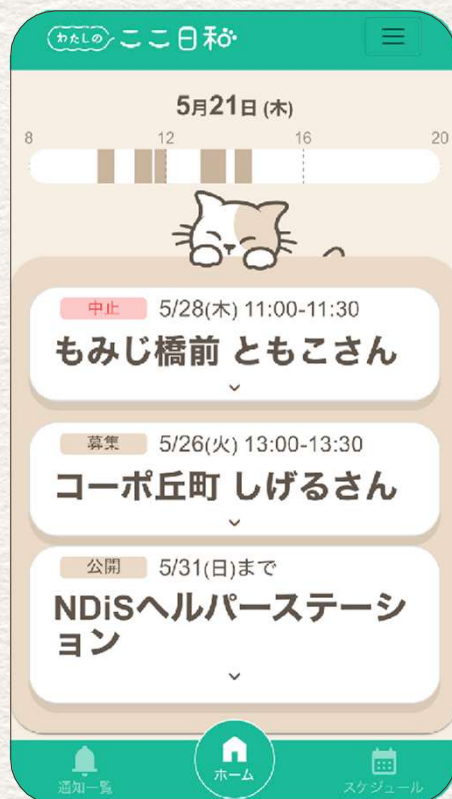 わたしの ここ日和
5月21日 (木)
8 12 16 20
中止 5/28(木) 11:00-11:30
もみじ橋前 ともこさん
募集 5/26(火) 13:00-13:30
コーポ丘町 しげるさん
公開 5/31(日)まで
NDiSヘルパーステーシ
ョン
通知一覧 ホーム スケジュール